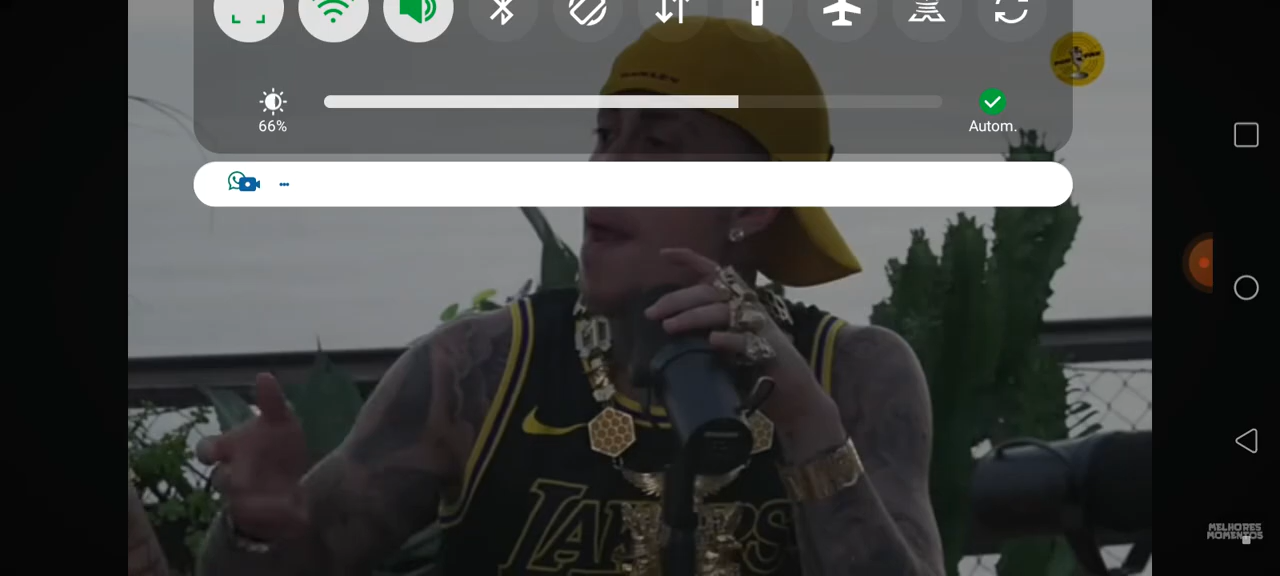 OAKLEY
66%
Autom.
LAKERS
MELHORES
MOMENTOS